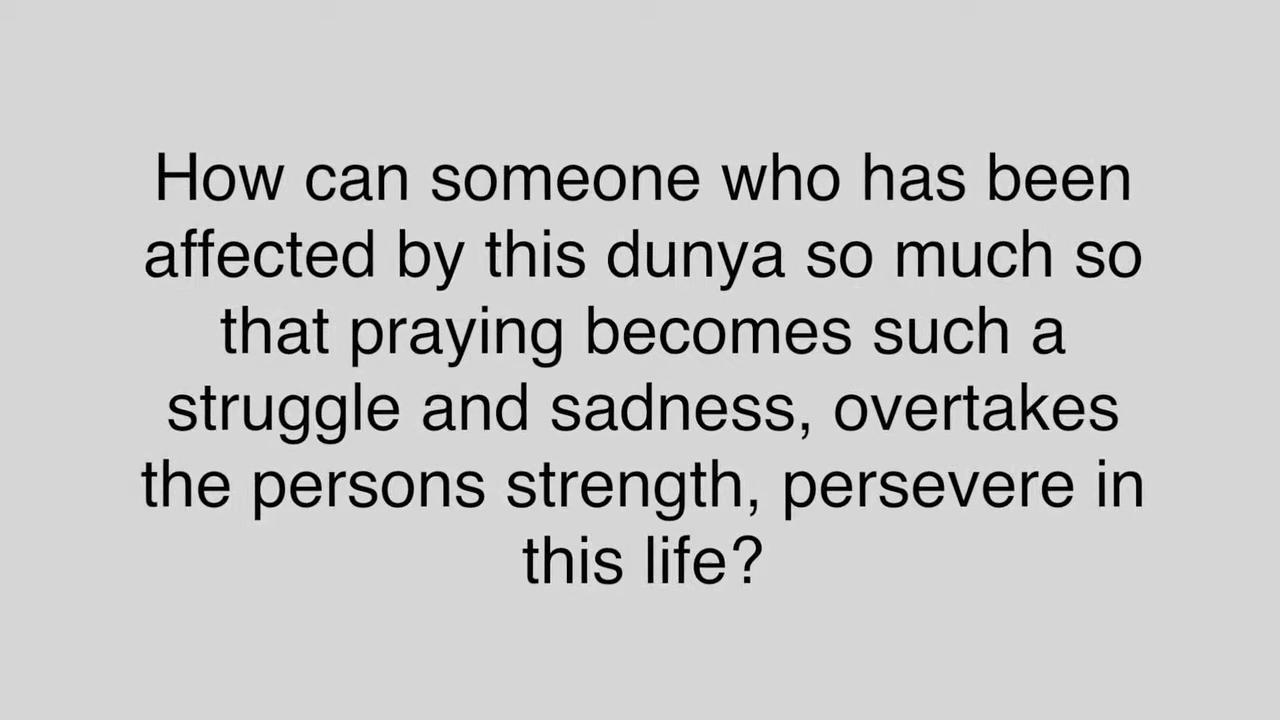 How can someone who has been
affected by this dunya so much so
that praying becomes such a
struggle and sadness, overtakes
the persons strength, persevere in
this life?